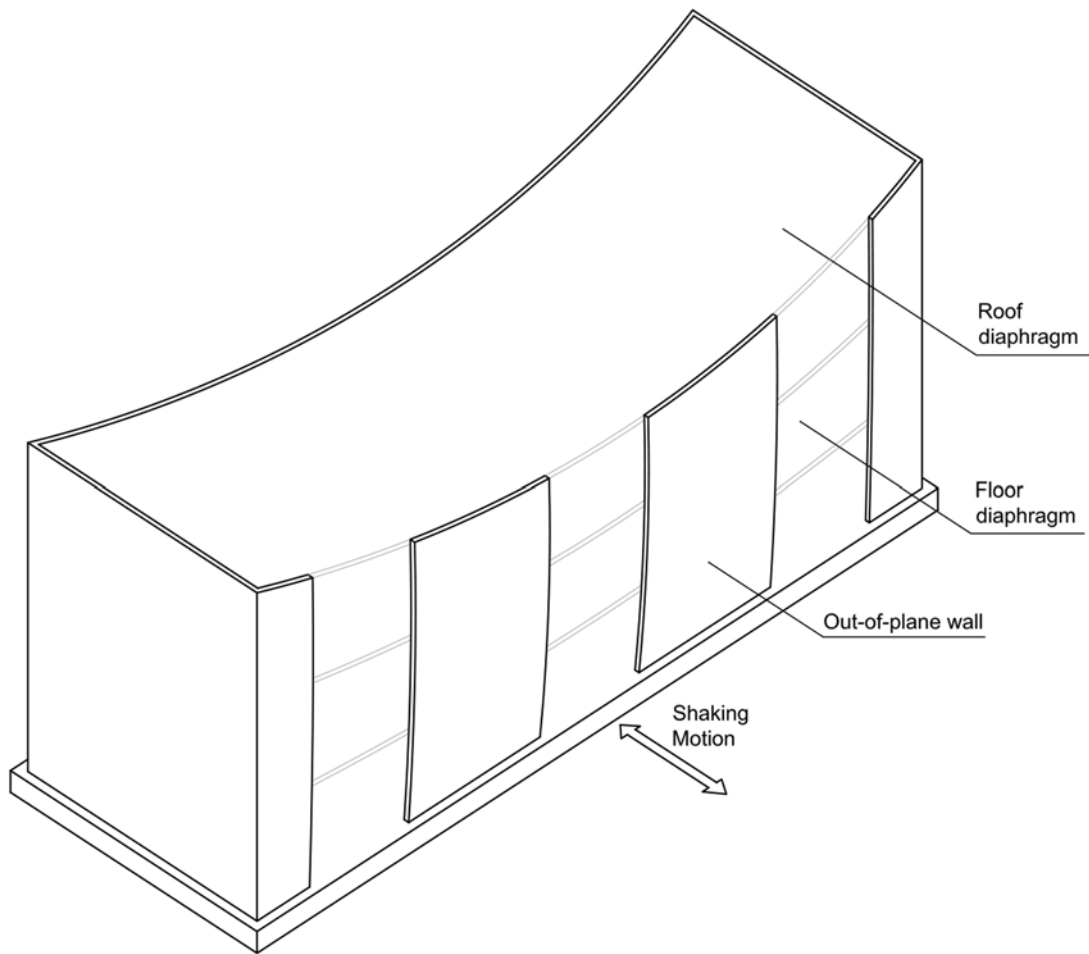 Roof
diaphragm
Floor
diaphragm
Out-of-plane wall
Shaking
Motion